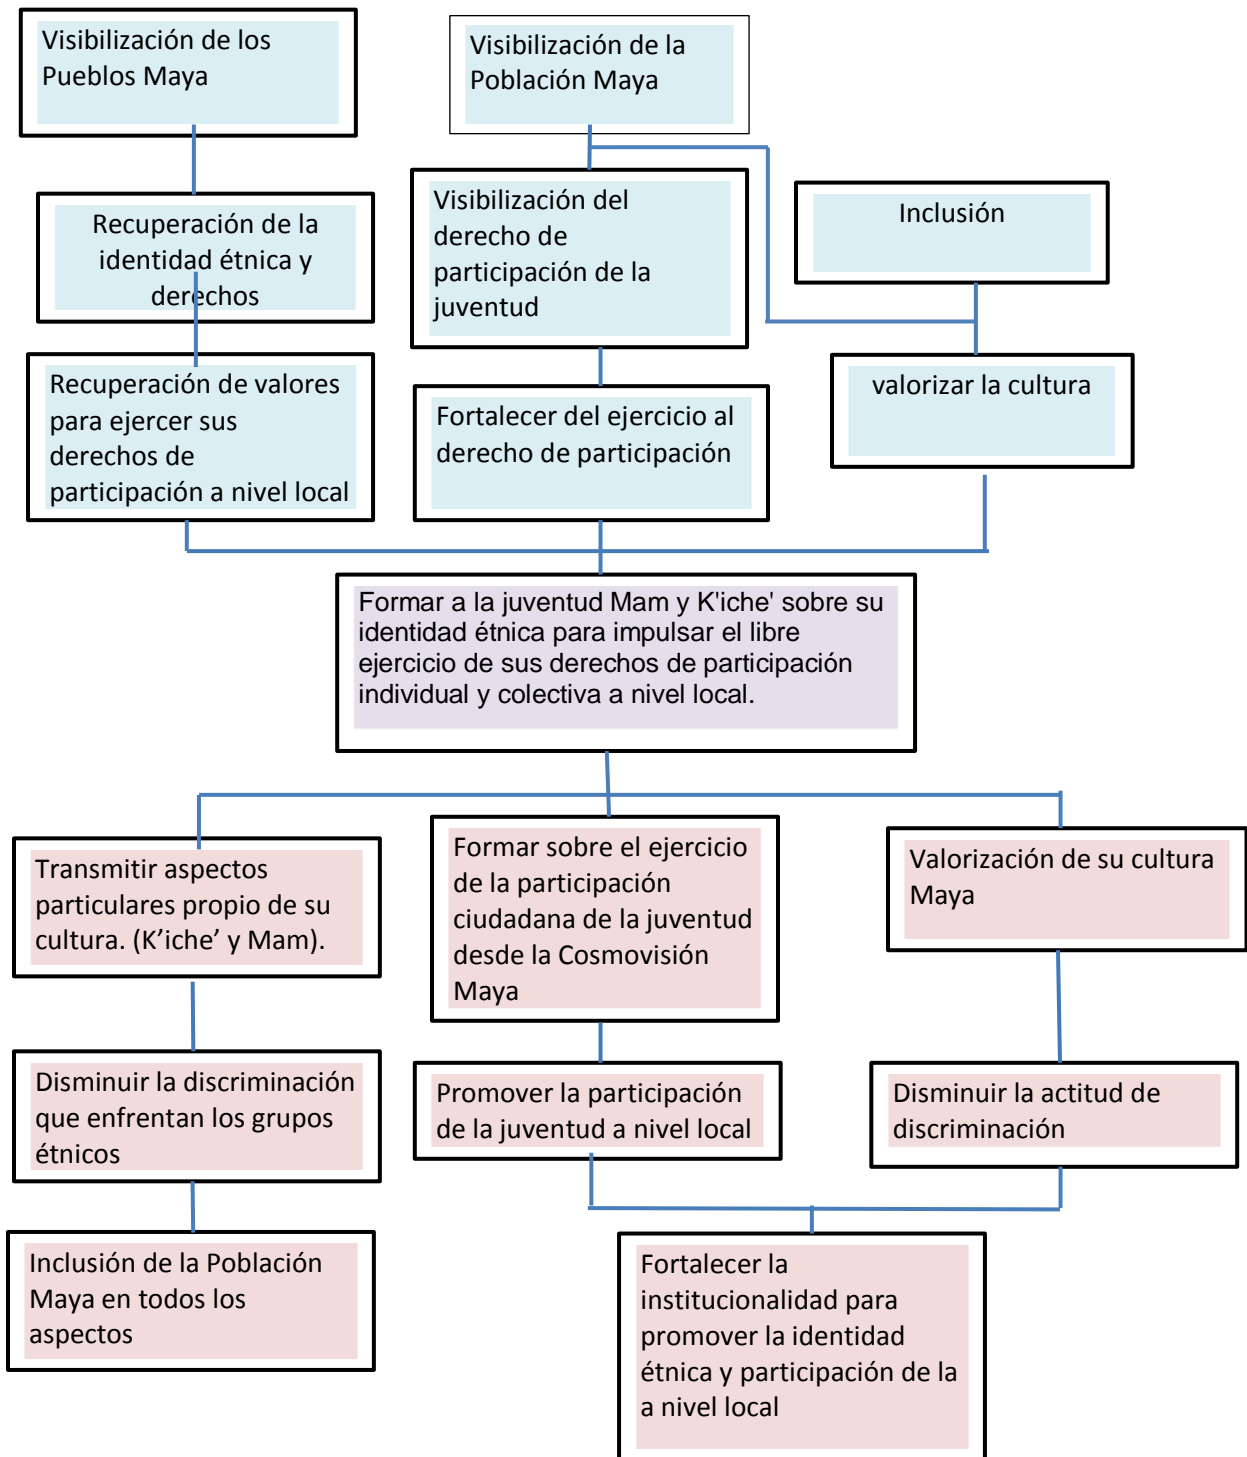 Visibilización de los
Pueblos Maya
Visibilización de la
Población Maya
Recuperación de la
identidad étnica y
derechos
Visibilización del
derecho de
participación de la
juventud
Inclusión
Recuperación de valores
para ejercer sus
derechos de
participación a nivel local
Fortalecer del ejercicio al
derecho de participación
valorizar la cultura
Formar a la juventud Mam y K'iche' sobre su
identidad étnica para impulsar el libre
ejercicio de sus derechos de participación
individual y colectiva a nivel local.
Transmitir aspectos
particulares propio de su
cultura. (K’iche’ y Mam).
Formar sobre el ejercicio
de la participación
ciudadana de la juventud
desde la Cosmovisión
Maya
Valorización de su cultura
Maya
Disminuir la discriminación
que enfrentan los grupos
étnicos
Promover la participación
de la juventud a nivel local
Disminuir la actitud de
discriminación
Inclusión de la Población
Maya en todos los
aspectos
Fortalecer la
institucionalidad para
promover la identidad
étnica y participación de la
a nivel local